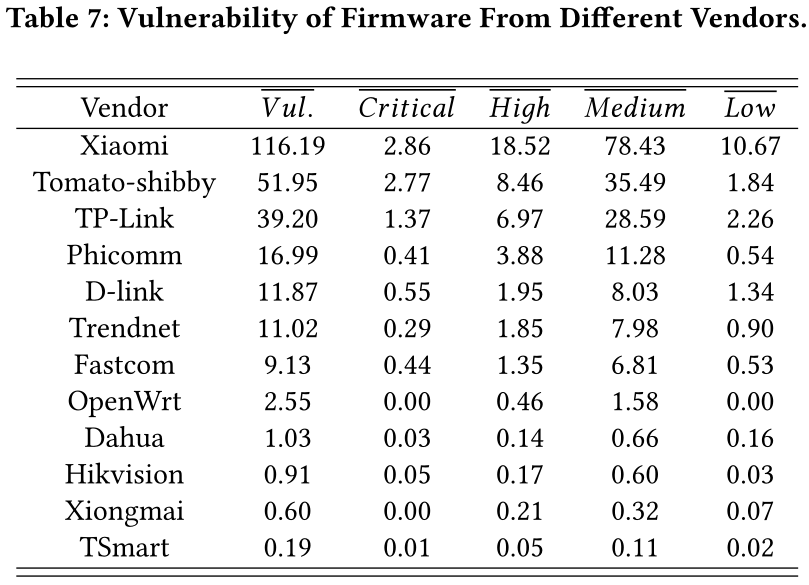 Table 7: Vulnerability of Firmware From Different Vendors.
Vendor Vul. Critical High Medium Low
Xiaomi 116.19 2.86 18.52 78.43 10.67
Tomato-shibby 51.95 2.77 8.46 35.49 1.84
TP-Link 39.20 1.37 6.97 28.59 2.26
Phicomm 16.99 0.41 3.88 11.28 0.54
D-link 11.87 0.55 1.95 8.03 1.34
Trendnet 11.02 0.29 1.85 7.98 0.90
Fastcom 9.13 0.44 1.35 6.81 0.53
OpenWrt 2.55 0.00 0.46 1.58 0.00
Dahua 1.03 0.03 0.14 0.66 0.16
Hikvision 0.91 0.05 0.17 0.60 0.03
Xiongmai 0.60 0.00 0.21 0.32 0.07
TSmart 0.19 0.01 0.05 0.11 0.02